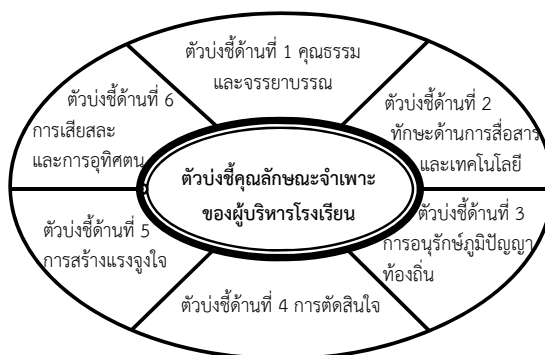 ตัวบ่งชี้ด้านที่ 1 คุณธรรม
และจรรยาบรรณ
ตัวบ่งชี้ด้านที่ 2
ทักษะด้านการสื่อสาร
และเทคโนโลยี
ตัวบ่งชี้ด้านที่ 3
การอนุรักษ์ภูมิปัญญา
ท้องถิ่น
ตัวบ่งชี้ด้านที่ 4 การตัดสินใจ
ตัวบ่งชี้ด้านที่ 5
การสร้างแรงจูงใจ
ตัวบ่งชี้ด้านที่ 6
การเสียสละ
และการอุทิศตน
ตัวบ่งชี้คุณลักษณะจำเพาะ
ของผู้บริหารโรงเรียน